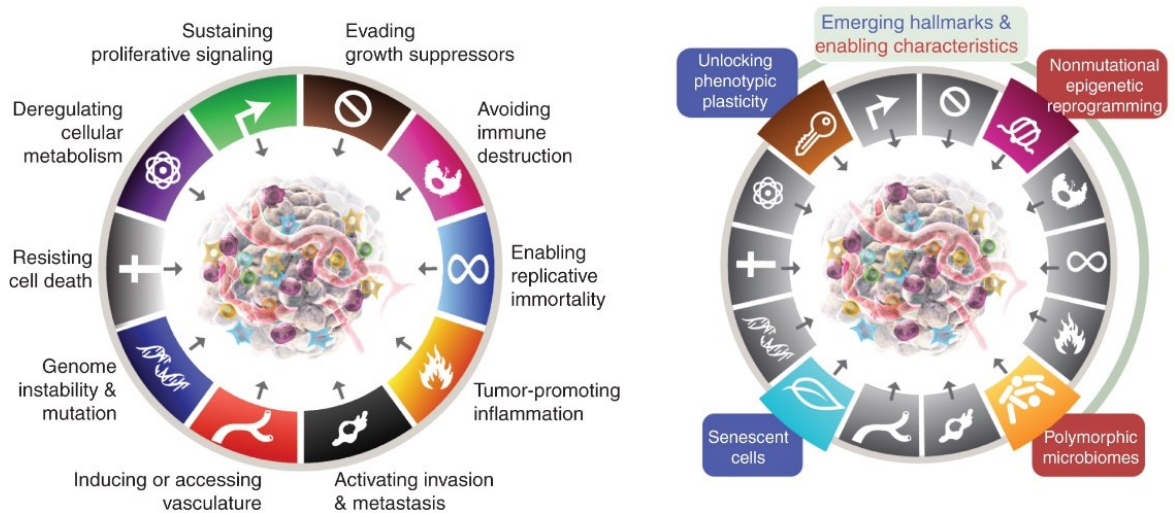 Sustaining
proliferative signaling
Evading
growth suppressors
Deregulating
cellular
metabolism
Avoiding
immune
destruction
Resisting
cell death
Enabling
replicative
immortality
Genome
instability &
mutation
Tumor-promoting
inflammation
Inducing or accessing
vasculature
Activating invasion
& metastasis
Emerging hallmarks &
enabling characteristics
Unlocking
phenotypic
plasticity
Nonmutational
epigenetic
reprogramming
Senescent
cells
Polymorphic
microbiomes